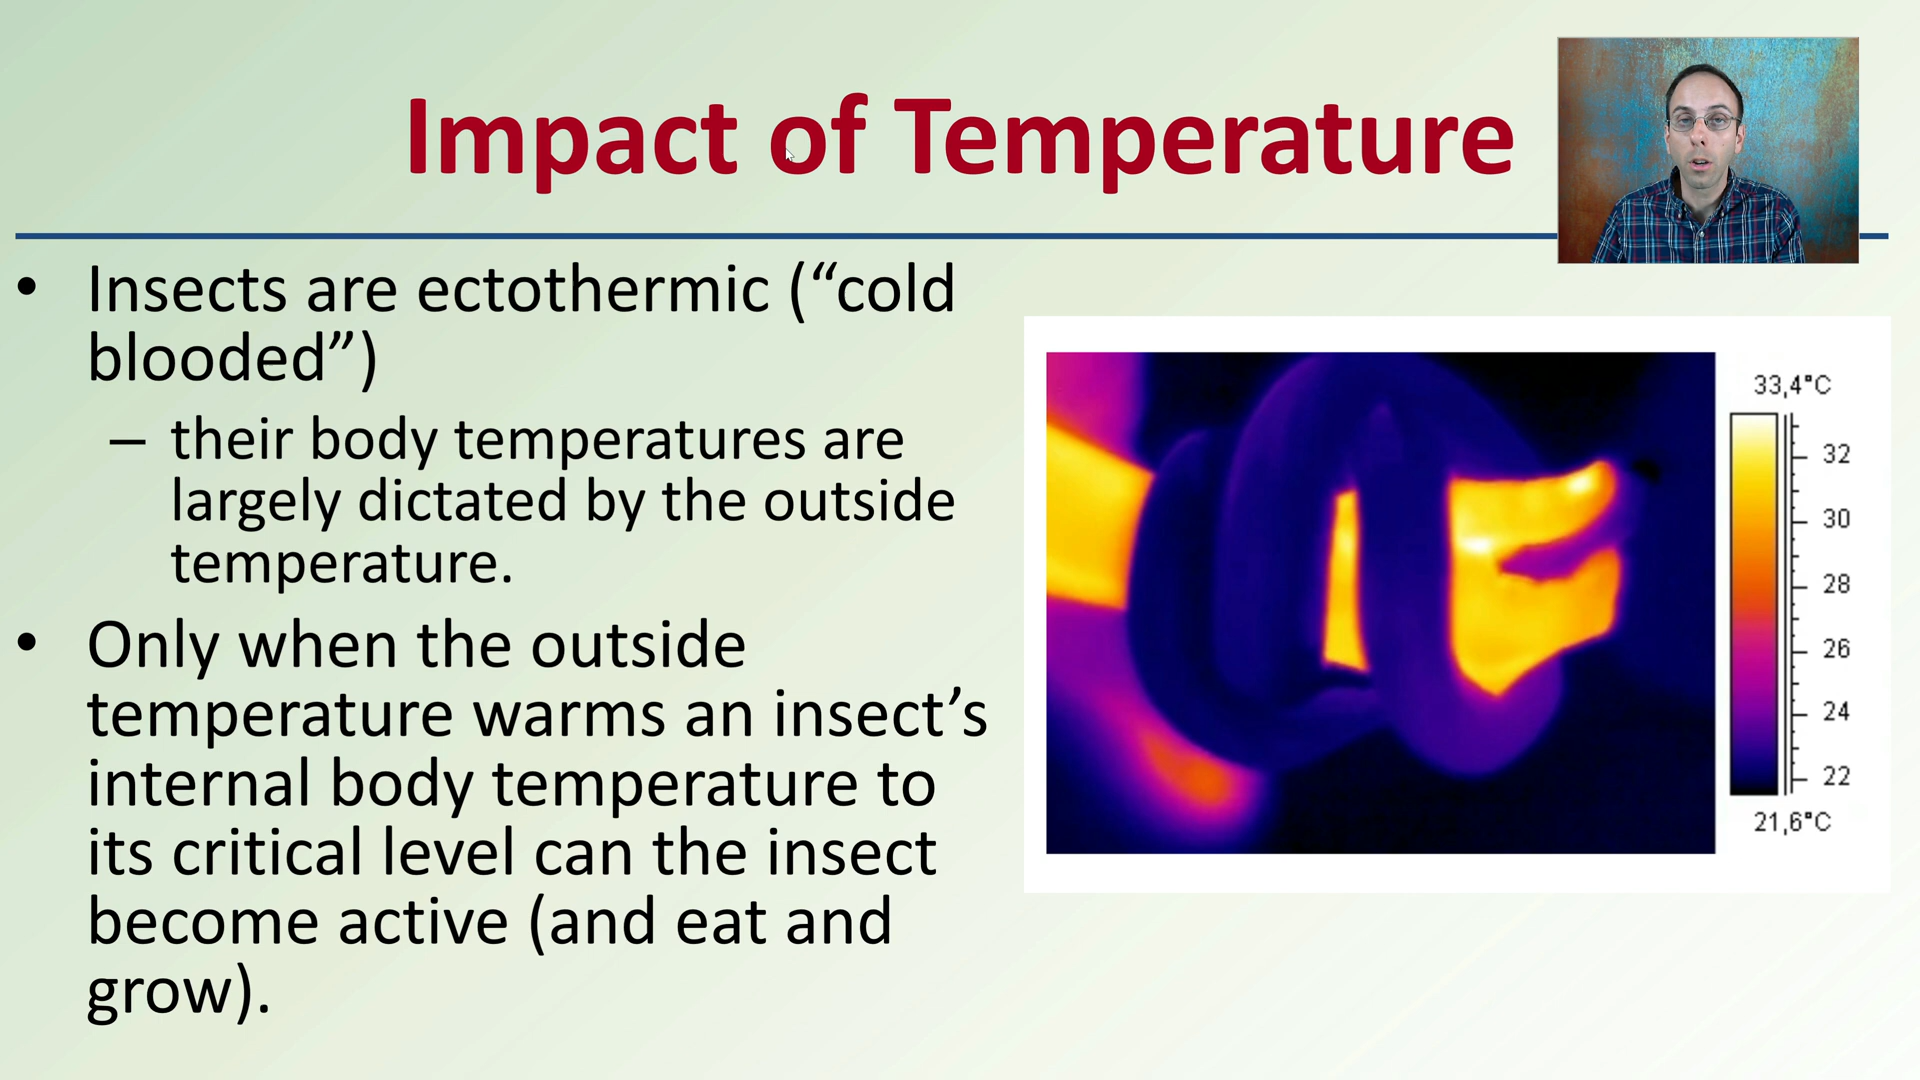 Impact of Temperature
• Insects are ectothermic (“cold
blooded”)
– their body temperatures are
largely dictated by the outside
temperature.
• Only when the outside
temperature warms an insect’s
internal body temperature to
its critical level can the insect
become active (and eat and
grow).
33,4°C
32
30
28
26
24
22
21,6°C